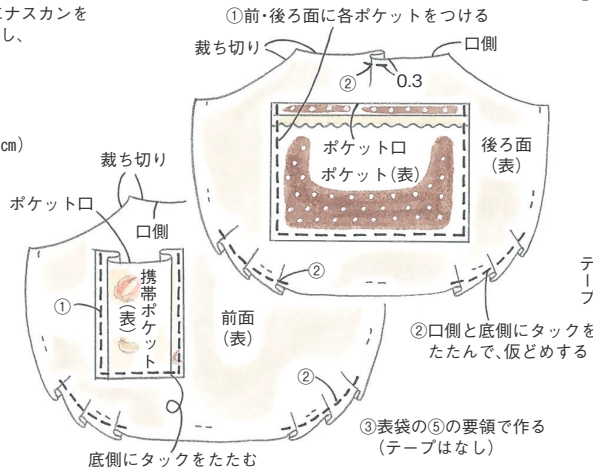 ニナスカンを
し、
①前・後ろ面に各ポケットをつける
裁ち切り
口側
②
0.3
cm)
ポケット口
ポケット(表)
後ろ面
(表)
裁ち切り
ポケット口
口側
①
携帯ポケット
(表)
前面
(表)
②
②
テープ
②口側と底側にタックを
たたんで、仮どめする
③表袋の⑤の要領で作る
(テープはなし)
底側にタックをたたむ